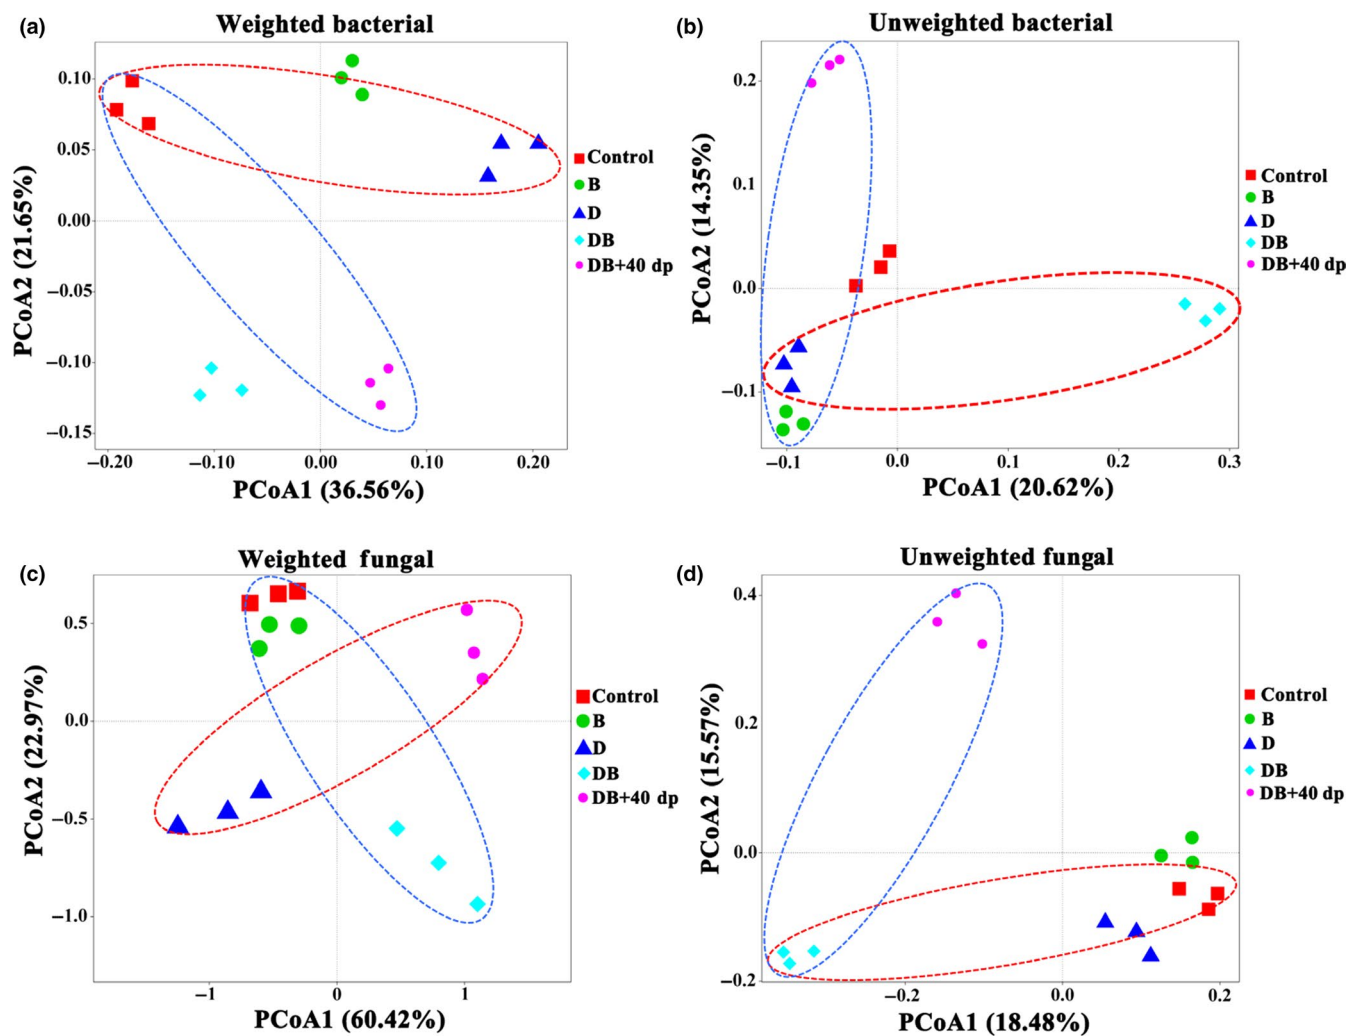 (a)
Weighted bacterial
0.10
0.05
0.00
−0.05
−0.10
−0.15
PCoA2 (21.65%)
−0.20 −0.10 0.00 0.10 0.20
PCoA1 (36.56%)
Control
B
D
DB
DB+40 dp
(b)
Unweighted bacterial
0.2
0.1
0.0
−0.1
PCoA2 (14.35%)
−0.1 0.0 0.1 0.2 0.3
PCoA1 (20.62%)
Control
B
D
DB
DB+40 dp
(c)
Weighted fungal
0.5
0.0
−0.5
−1.0
PCoA2 (22.97%)
−1 0 1
PCoA1 (60.42%)
Control
B
D
DB
DB+40 dp
(d)
Unweighted fungal
0.4
0.2
0.0
−0.2
PCoA2 (15.57%)
−0.2 0.0 0.2
PCoA1 (18.48%)
Control
B
D
DB
DB+40 dp